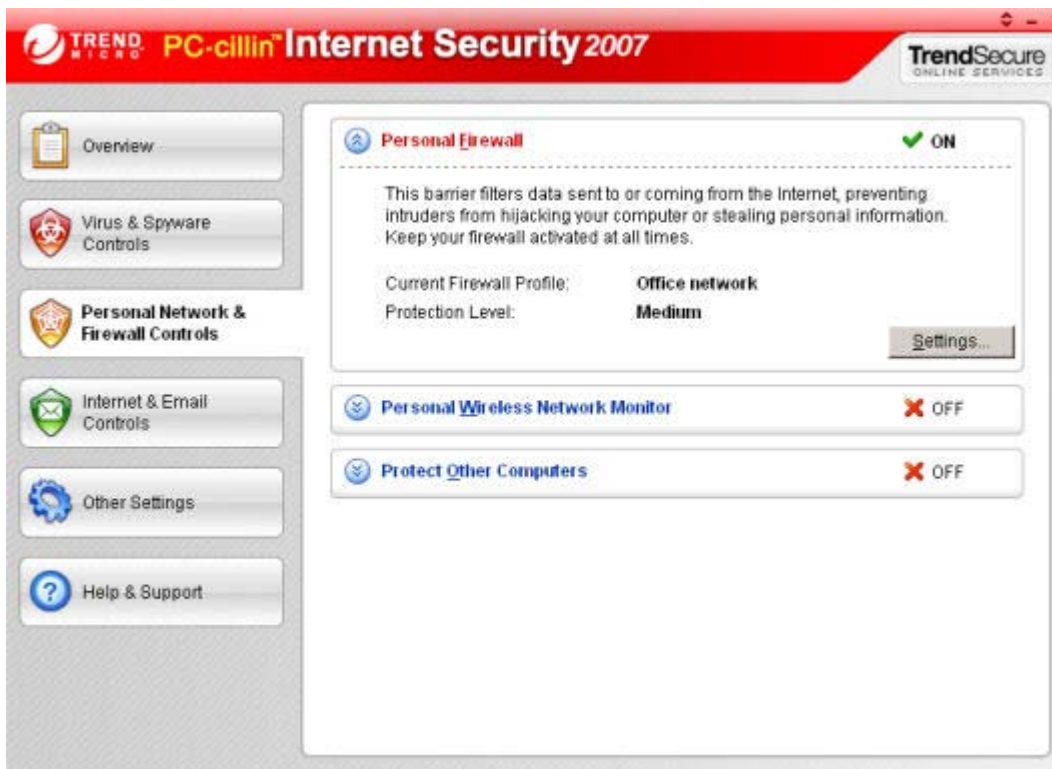 TREND MICRO PC-cillin™ Internet Security 2007
TrendSecure
ONLINE SERVICES
Overview
Virus & Spyware
Controls
Personal Network &
Firewall Controls
Internet & Email
Controls
Other Settings
Help & Support
Personal Firewall
ON
This barrier filters data sent to or coming from the Internet, preventing
intruders from hijacking your computer or stealing personal information.
Keep your firewall activated at all times.
Current Firewall Profile: Office network
Protection Level: Medium
Settings...
Personal Wireless Network Monitor
OFF
Protect Other Computers
OFF